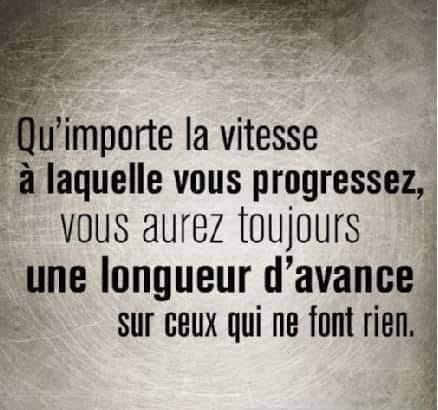 Qu'importe la vitesse
à laquelle vous progressez,
vous aurez toujours
une longueur d'avance
sur ceux qui ne font rien.